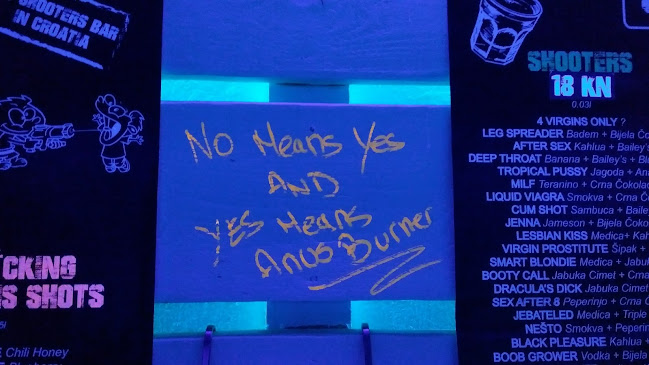 SHOOTERS BAR
IN CROATIA
CKING
S SHOTS
Chili Honey
No Means Yes
AND
YES Means
Anus Burner
SHOOTERS
18 KN
0.03l
4 VIRGINS ONLY ?
LEG SPREADER Badem + Bijela Čo
AFTER SEX Kahlua + Bailey's
DEEP THROAT Banana + Bailey's + Bl
TROPICAL PUSSY Jagoda + An
MILF Teranino + Crna Čokola
LIQUID VIAGRA Smokva + Crna Č
CUM SHOT Sambuca + Baile
JENNA Jameson + Bijela Čoko
LESBIAN KISS Medica + Kah
VIRGIN PROSTITUTE Šipak +
SMART BLONDIE Medica + Jabuk
BOOTY CALL Jabuka Cimet + Crna
DRACULA'S DICK Jabuka Cimet
SEX AFTER 8 Peperinjo + Crna Č
JEBATELED Medica + Triple
NEŠTO Smokva + Peperin
BLACK PLEASURE Kahlua +
BOOB GROWER Vodka + Bijela